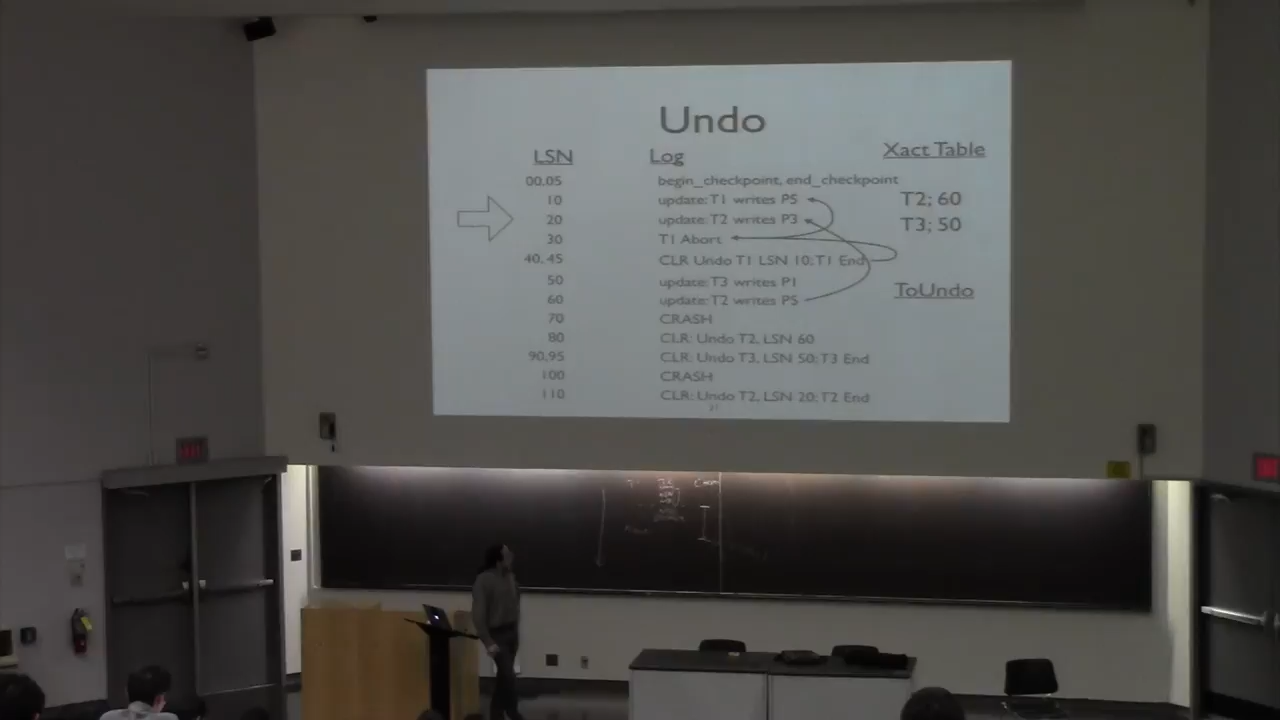 Undo
LSN Log Xact Table
00,05 begin_checkpoint, end_checkpoint
10 update: T1 writes P5 T2; 60
20 update: T2 writes P3 T3; 50
30 T1 Abort
40,45 CLR Undo T1 LSN 10; T1 End
50 update: T3 writes P1 ToUndo
60 update: T2 writes P5
70 CRASH
80 CLR: Undo T2, LSN 60
90,95 CLR: Undo T3, LSN 50; T3 End
100 CRASH
110 CLR: Undo T2, LSN 20; T2 End
21